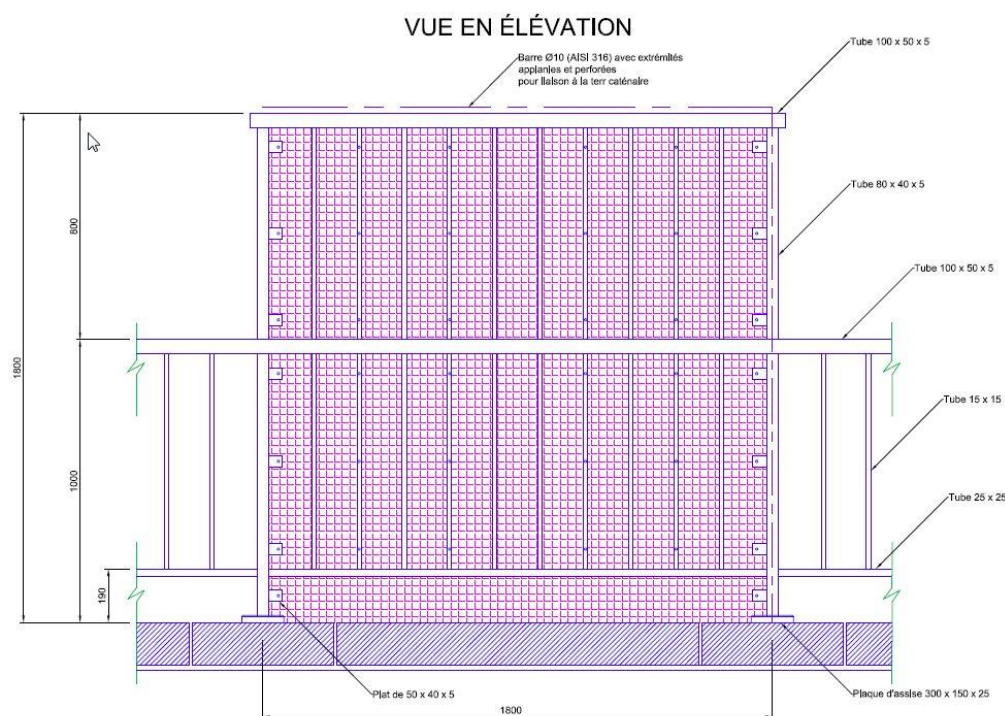 VUE EN ÉLÉVATION
Barre Ø10 (AISI 316) avec extrémités
applanies et perforées
pour liaison à la terr caténaire
Tube 100 x 50 x 5
Tube 80 x 40 x 5
Tube 100 x 50 x 5
Tube 15 x 15
Tube 25 x 25
800
1800
1000
190
Plat de 50 x 40 x 5
Plaque d'assise 300 x 150 x 25
1800